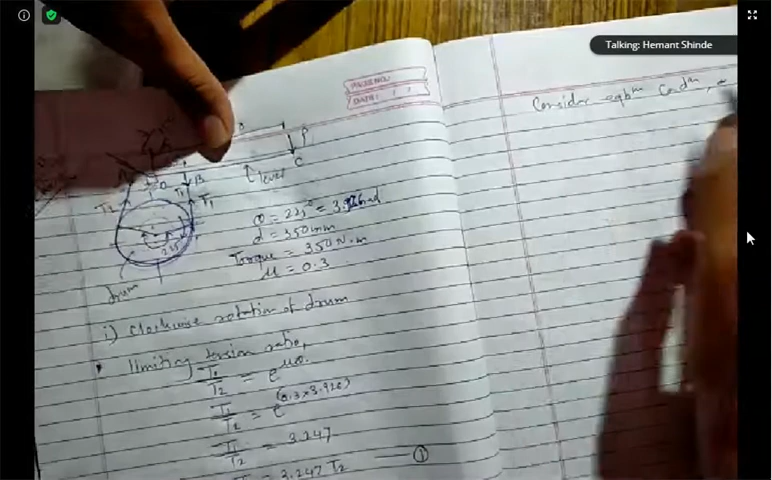 Talking: Hemant Shinde
PAGE NO:
DATE: / /
P
C
lever
B
T1
T1
T2
O
225°
drum
θ = 225° = 3.926 rad
d = 350 mm
Torque = 350 N.m
μ = 0.3
i) Clockwise rotation of drum
limiting tension ratio,
T1/T2 = e^μθ.
T1/T2 = e^(0.3×3.926)
T1/T2 = 3.247
= 3.247 T2 — ①
Consider eqbm Condn,